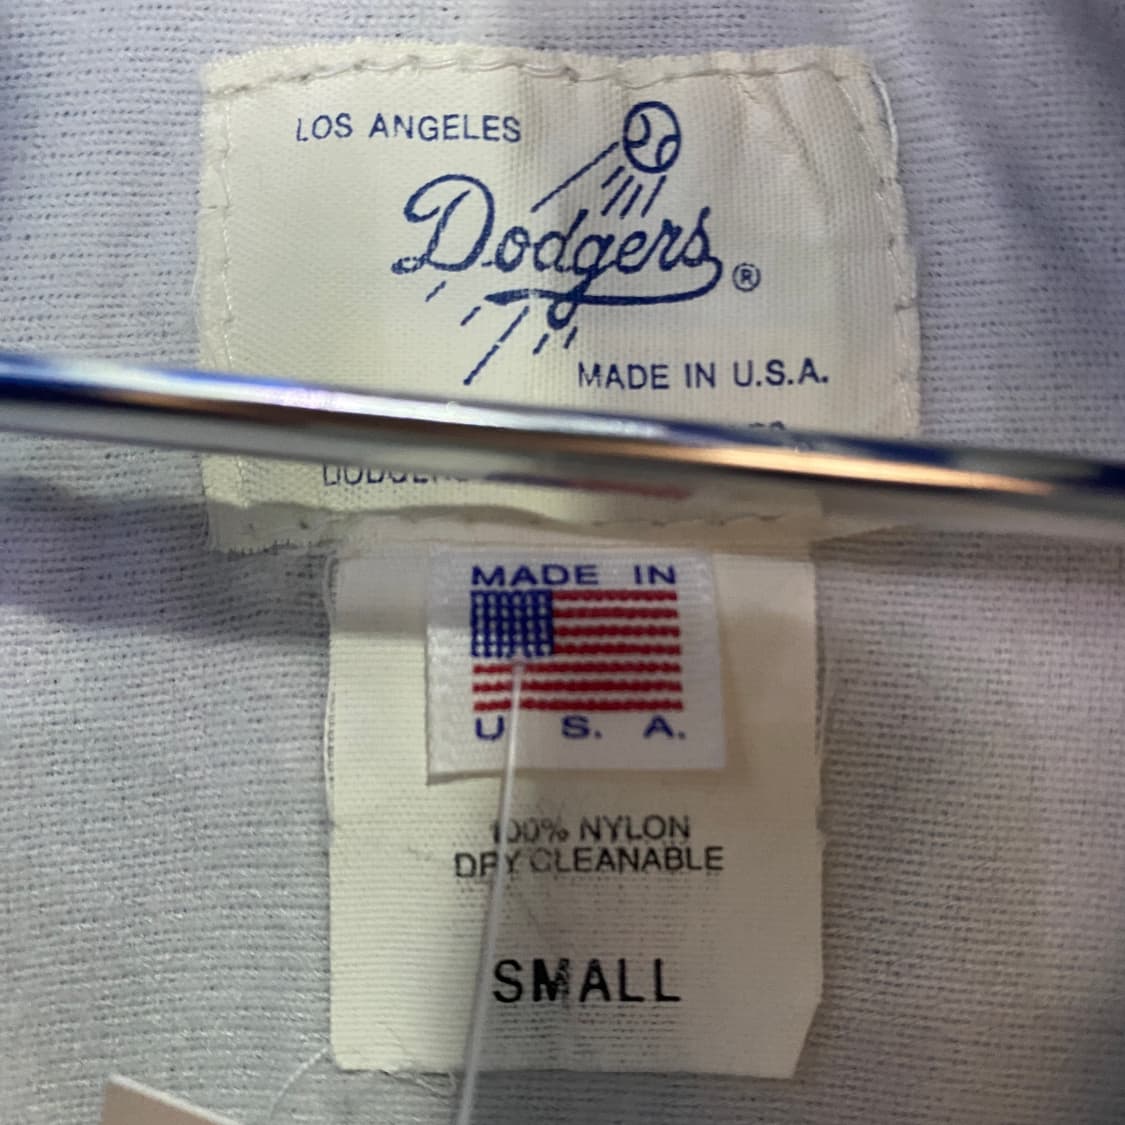 LOS ANGELES
Dodgers ®
MADE IN U.S.A.
MADE IN
U. S. A.
100% NYLON
DRY CLEANABLE
SMALL